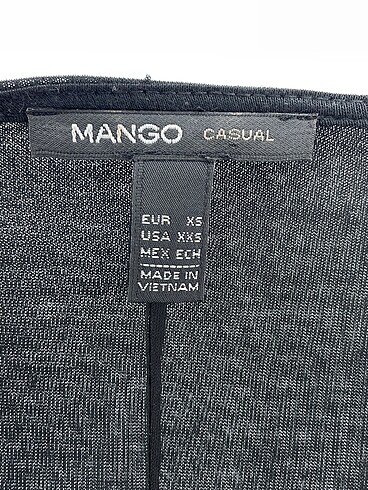 MANGO CASUAL
EUR XS
USA XXS
MEX ECH
MADE IN
VIETNAM